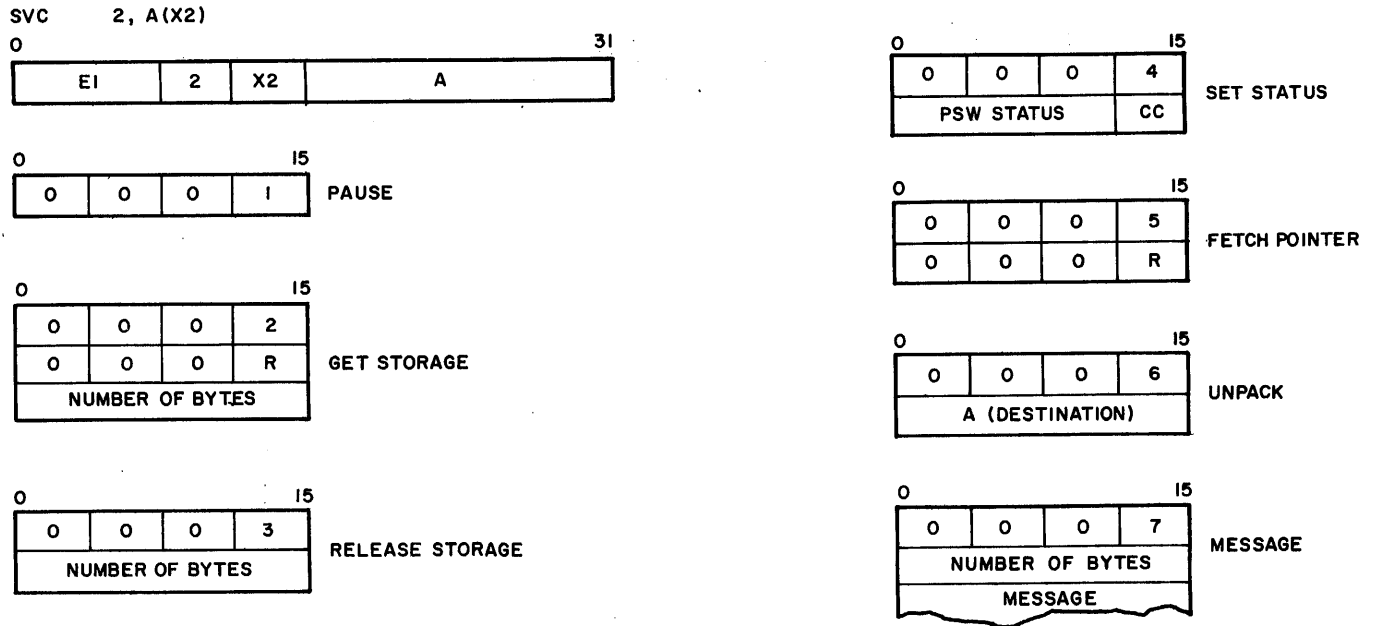 SVC 2, A(X2)
0 31
E1 2 X2 A
0 15
0 0 0 1 PAUSE
0 15
0 0 0 2
0 0 0 R GET STORAGE
NUMBER OF BYTES
0 15
0 0 0 3
NUMBER OF BYTES RELEASE STORAGE
0 15
0 0 0 4 SET STATUS
PSW STATUS CC
0 15
0 0 0 5 FETCH POINTER
0 0 0 R
0 15
0 0 0 6 UNPACK
A (DESTINATION)
0 15
0 0 0 7 MESSAGE
NUMBER OF BYTES
MESSAGE